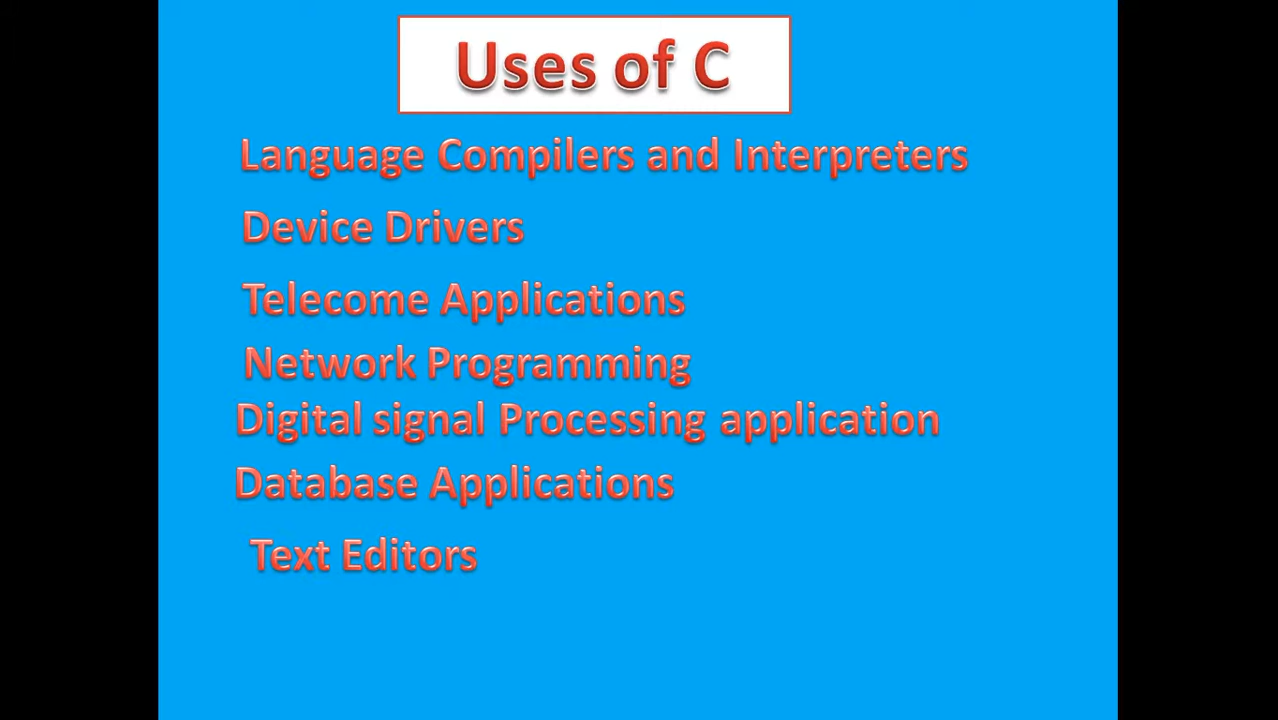 Uses of C
Language Compilers and Interpreters
Device Drivers
Telecome Applications
Network Programming
Digital signal Processing application
Database Applications
Text Editors